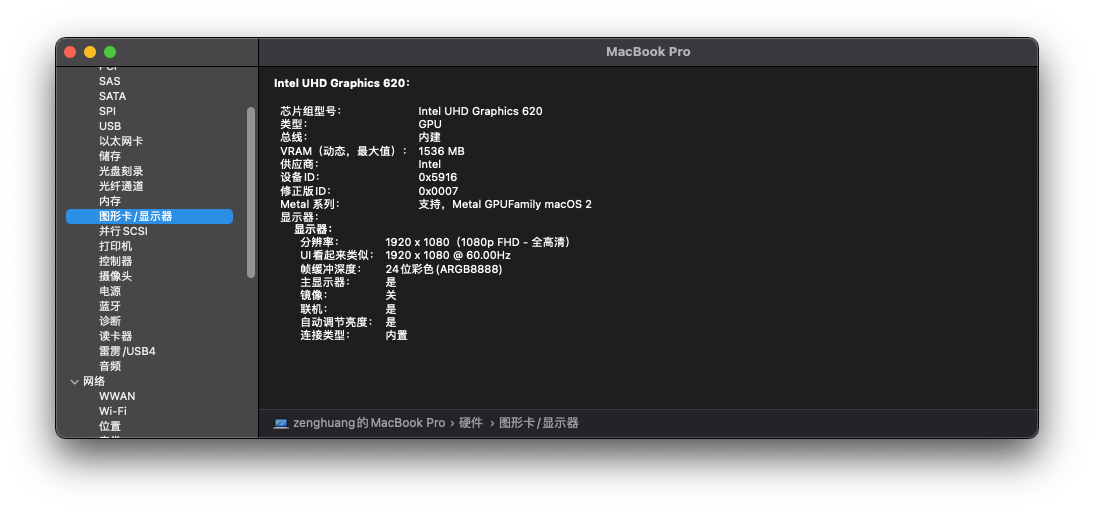 MacBook Pro
PCI
SAS
SATA
SPI
USB
以太网卡
储存
光盘刻录
光纤通道
内存
图形卡/显示器
并行SCSI
打印机
控制器
摄像头
电源
蓝牙
诊断
读卡器
雷雳/USB4
音频
网络
WWAN
Wi-Fi
位置
Intel UHD Graphics 620：
芯片组型号： Intel UHD Graphics 620
类型： GPU
总线： 内建
VRAM（动态，最大值）： 1536 MB
供应商： Intel
设备ID： 0x5916
修正版ID： 0x0007
Metal 系列： 支持，Metal GPUFamily macOS 2
显示器：
显示器：
分辨率： 1920 x 1080（1080p FHD - 全高清）
UI看起来类似： 1920 x 1080 @ 60.00Hz
帧缓冲深度： 24位彩色 (ARGB8888)
主显示器： 是
镜像： 关
联机： 是
自动调节亮度： 是
连接类型： 内置
zenghuang的MacBook Pro › 硬件 › 图形卡/显示器